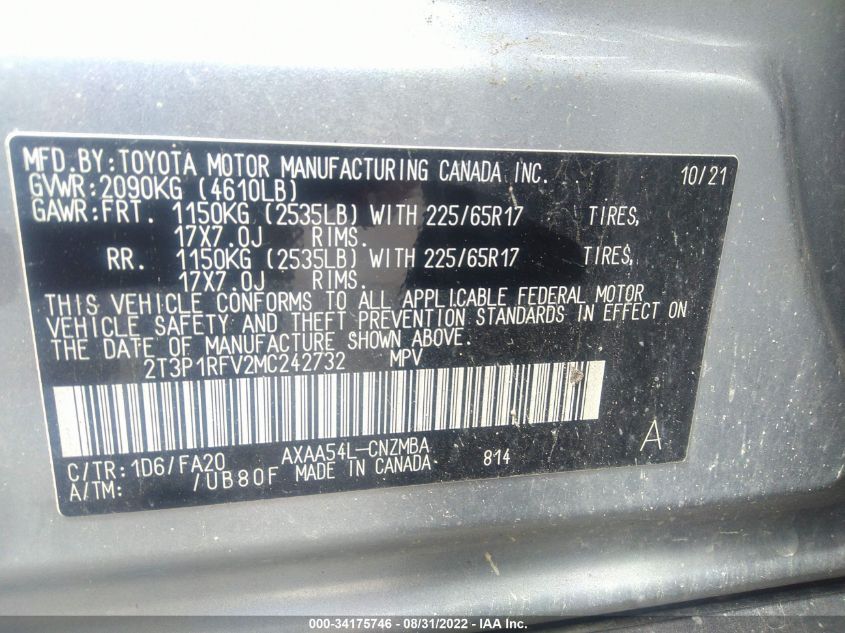 MFD.BY:TOYOTA MOTOR MANUFACTURING CANADA INC. 10/21
GVWR:2090KG (4610LB)
GAWR:FRT. 1150KG (2535LB) WITH 225/65R17 TIRES,
17X7.0J RIMS.
RR. 1150KG (2535LB) WITH 225/65R17 TIRES,
17X7.0J RIMS.
THIS VEHICLE CONFORMS TO ALL APPLICABLE FEDERAL MOTOR
VEHICLE SAFETY AND THEFT PREVENTION STANDARDS IN EFFECT ON
THE DATE OF MANUFACTURE SHOWN ABOVE.
2T3P1RFV2MC242732 MPV
A
C/TR:1D6/FA20 AXAA54L-CNZMBA
A/TM: /UB80F MADE IN CANADA 814
000-34175746 - 08/31/2022 - IAA Inc.